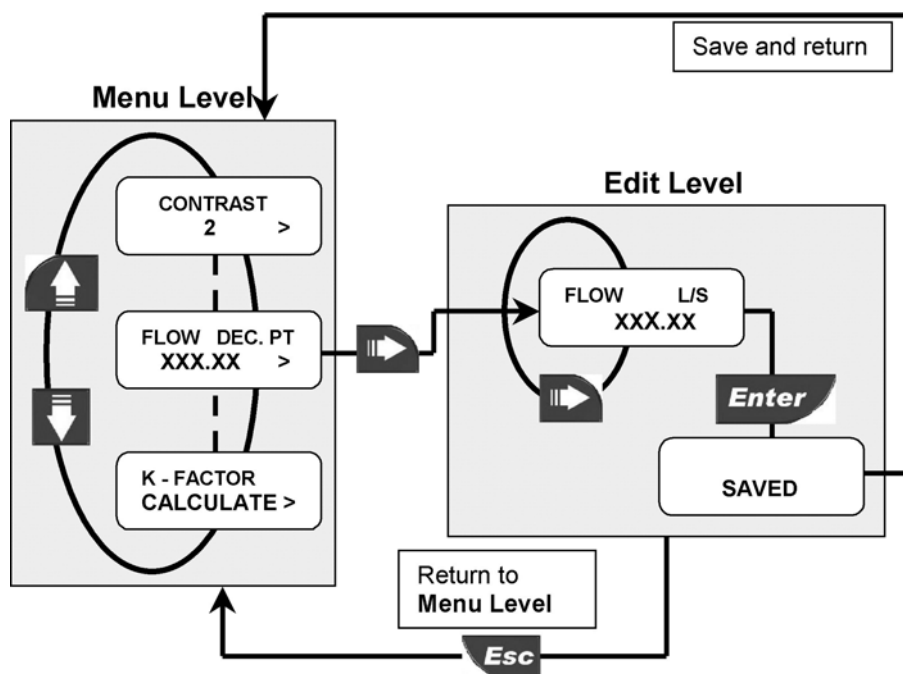 Save and return
Menu Level
CONTRAST
2 >
FLOW DEC. PT
XXX.XX >
K - FACTOR
CALCULATE >
Edit Level
FLOW L/S
XXX.XX
Enter
SAVED
Return to
Menu Level
Esc